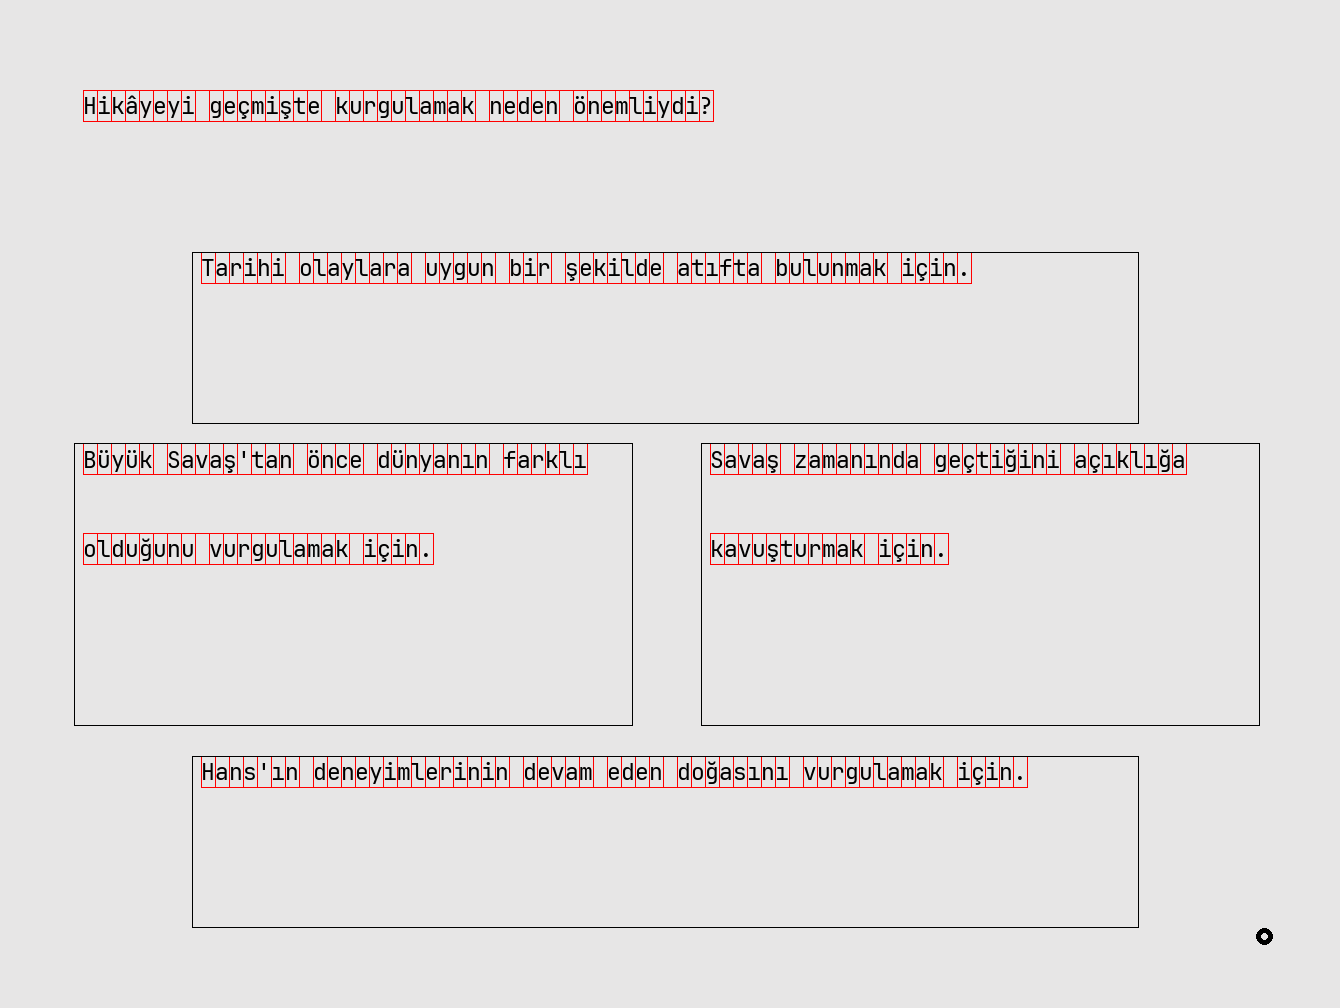 Hikâyeyi geçmişte kurgulamak neden önemliydi?
Tarihi olaylara uygun bir şekilde atıfta bulunmak için.
Büyük Savaş'tan önce dünyanın farklı
olduğunu vurgulamak için.
Savaş zamanında geçtiğini açıklığa
kavuşturmak için.
Hans'ın deneyimlerinin devam eden doğasını vurgulamak için.